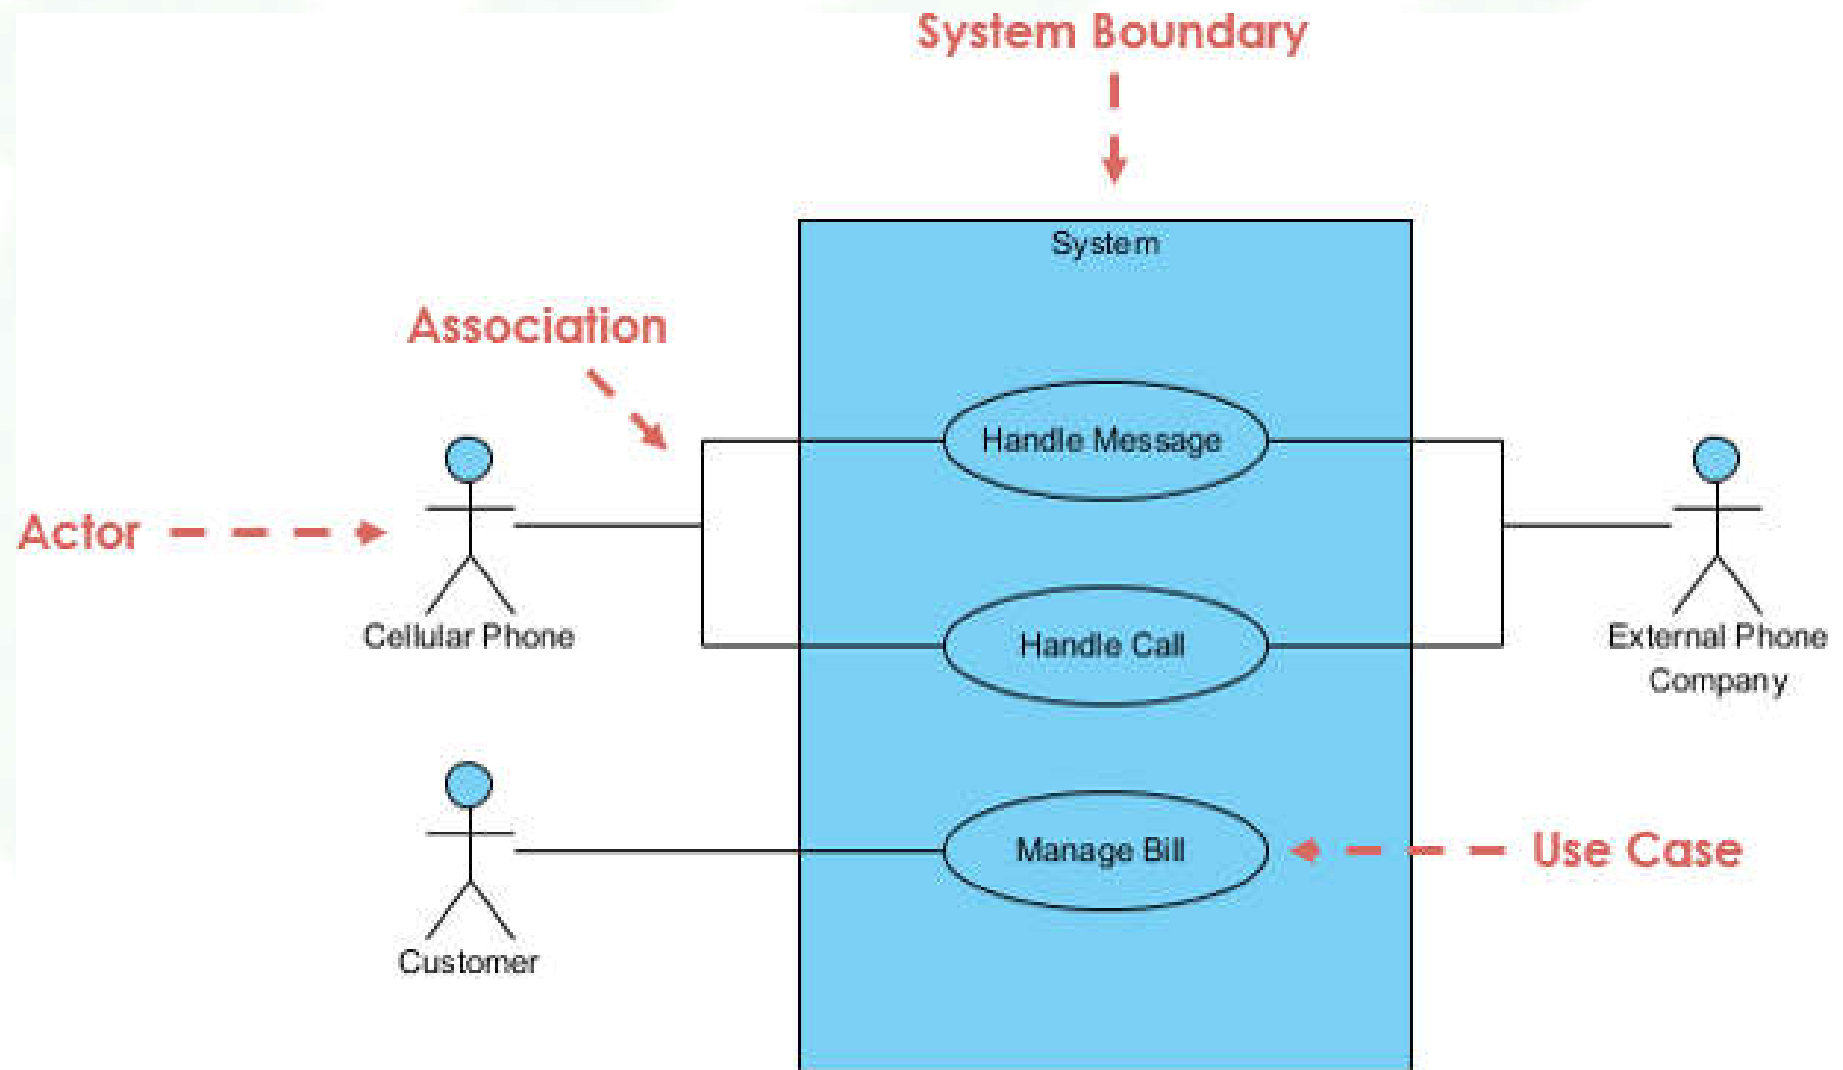 System Boundary
System
Association
Handle Message
Actor
Cellular Phone
Handle Call
External Phone
Company
Manage Bill
Use Case
Customer